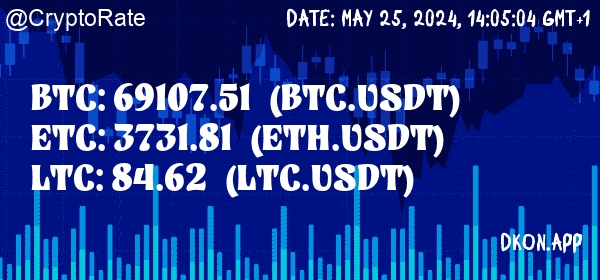 @CryptoRate
DATE: MAY 25, 2024, 14:05:04 GMT+1
BTC: 69107.51 (BTC.USDT)
ETC: 3731.81 (ETH.USDT)
LTC: 84.62 (LTC.USDT)
DKON.APP